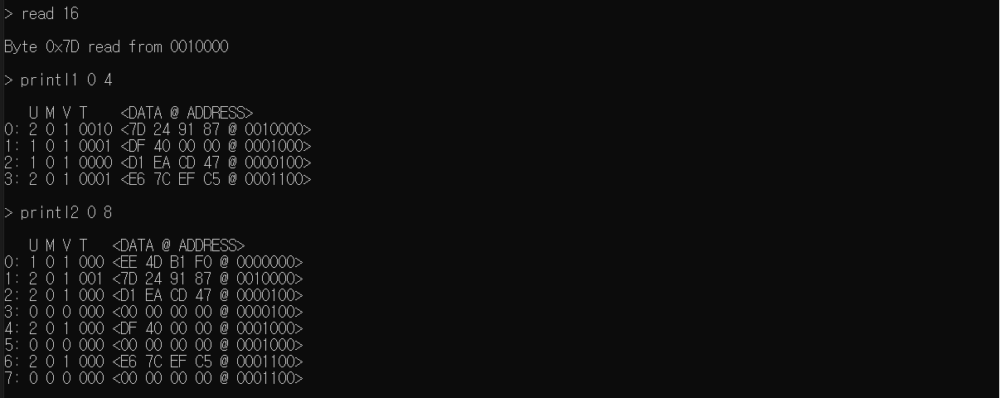 > read 16
Byte 0x7D read from 0010000
> printl1 0 4
U M V T <DATA @ ADDRESS>
0: 2 0 1 0010 <7D 24 91 87 @ 0010000>
1: 1 0 1 0001 <DF 40 00 00 @ 0001000>
2: 1 0 1 0000 <D1 EA CD 47 @ 0000100>
3: 2 0 1 0001 <E6 7C EF C5 @ 0001100>
> printl2 0 8
U M V T <DATA @ ADDRESS>
0: 1 0 1 000 <EE 4D B1 F0 @ 0000000>
1: 2 0 1 001 <7D 24 91 87 @ 0010000>
2: 2 0 1 000 <D1 EA CD 47 @ 0000100>
3: 0 0 0 000 <00 00 00 00 @ 0000100>
4: 2 0 1 000 <DF 40 00 00 @ 0001000>
5: 0 0 0 000 <00 00 00 00 @ 0001000>
6: 2 0 1 000 <E6 7C EF C5 @ 0001100>
7: 0 0 0 000 <00 00 00 00 @ 0001100>